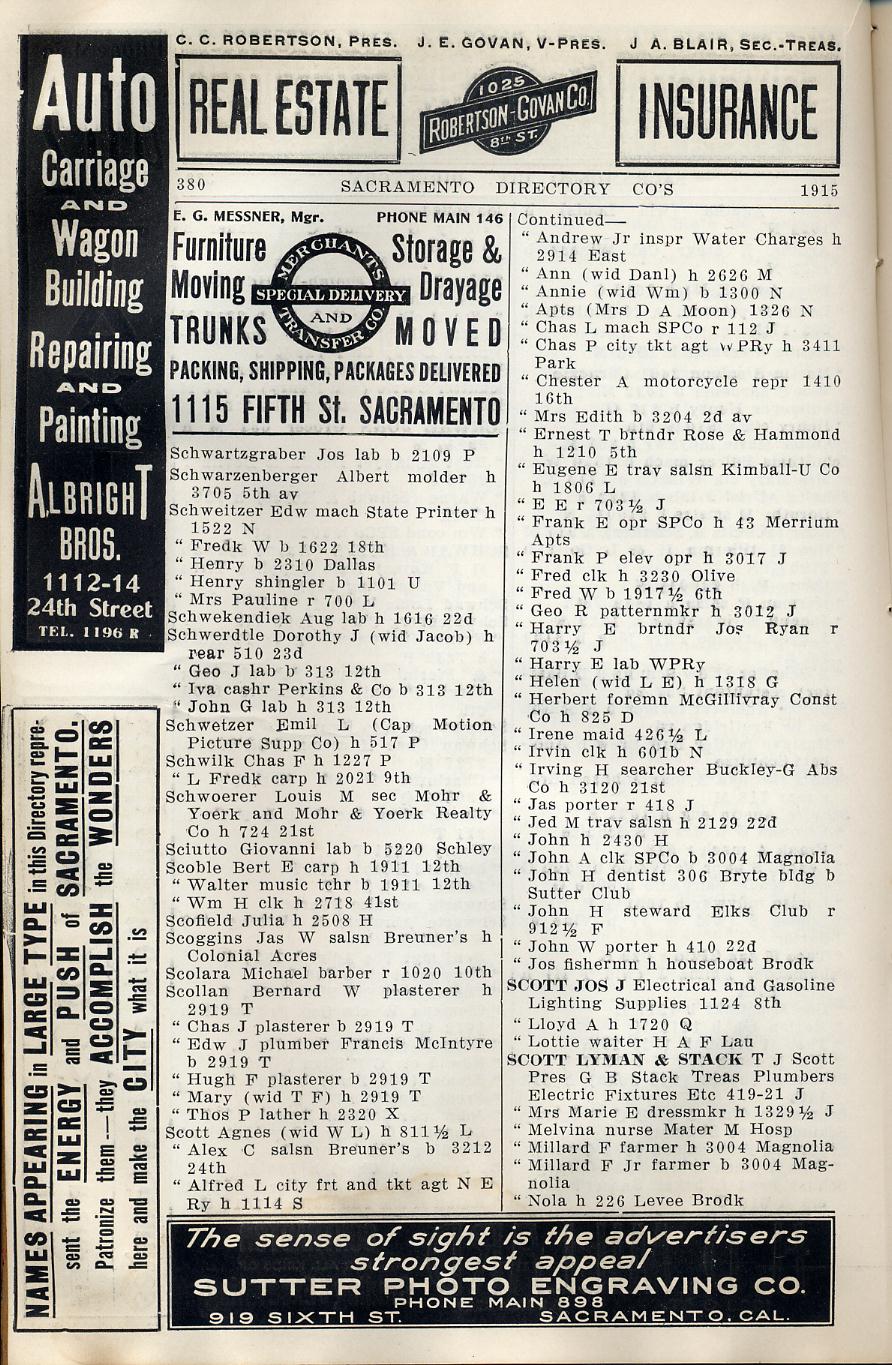 C. C. ROBERTSON, PRES. J. E. GOVAN, V-PRES. J A. BLAIR, SEC.-TREAS.
REAL ESTATE
1025
ROBERTSON-GOVAN CO.
8th ST.
INSURANCE
380 SACRAMENTO DIRECTORY CO'S 1915
Auto
Carriage
AND
Wagon
Building
Repairing
AND
Painting
ALBRIGHT
BROS.
1112-14
24th Street
TEL. 1196 R
NAMES APPEARING in LARGE TYPE in this Directory repre-
sent the ENERGY and PUSH of SACRAMENTO.
Patronize them -- they ACCOMPLISH the WONDERS
here and make the CITY what it is
E. G. MESSNER, Mgr. PHONE MAIN 146
Furniture Storage &
Moving Drayage
MERCHANTS
SPECIAL DELIVERY
AND
TRANSFER CO.
TRUNKS MOVED
PACKING, SHIPPING, PACKAGES DELIVERED
1115 FIFTH St. SACRAMENTO
Schwartzgraber Jos lab b 2109 P
Schwarzenberger Albert molder h
3705 5th av
Schweitzer Edw mach State Printer h
1522 N
" Fredk W b 1622 18th
" Henry b 2310 Dallas
" Henry shingler b 1101 U
" Mrs Pauline r 700 L
Schwekendiek Aug lab h 1616 22d
Schwerdtle Dorothy J (wid Jacob) h
rear 510 23d
" Geo J lab b 313 12th
" Iva cashr Perkins & Co b 313 12th
" John G lab h 313 12th
Schwetzer Emil L (Cap Motion
Picture Supp Co) h 517 P
Schwilk Chas F h 1227 P
" L Fredk carp h 2021 9th
Schwoerer Louis M sec Mohr &
Yoerk and Mohr & Yoerk Realty
Co h 724 21st
Sciutto Giovanni lab b 5220 Schley
Scoble Bert E carp h 1911 12th
" Walter music tchr b 1911 12th
" Wm H clk h 2718 41st
Scofield Julia h 2508 H
Scoggins Jas W salsn Breuner's h
Colonial Acres
Scolara Michael barber r 1020 10th
Scollan Bernard W plasterer h
2919 T
" Chas J plasterer b 2919 T
" Edw J plumber Francis McIntyre
b 2919 T
" Hugh F plasterer b 2919 T
" Mary (wid T F) h 2919 T
" Thos P lather h 2320 X
Scott Agnes (wid W L) h 811½ L
" Alex C salsn Breuner's b 3212
24th
" Alfred L city frt and tkt agt N E
Ry h 1114 S
Continued—
" Andrew Jr inspr Water Charges h
2914 East
" Ann (wid Danl) h 2626 M
" Annie (wid Wm) b 1300 N
" Apts (Mrs D A Moon) 1326 N
" Chas L mach SPCo r 112 J
" Chas P city tkt agt WPRy h 3411
Park
" Chester A motorcycle repr 1410
16th
" Mrs Edith b 3204 2d av
" Ernest T brtndr Rose & Hammond
h 1210 5th
" Eugene E trav salsn Kimball-U Co
h 1806 L
" E E r 703½ J
" Frank E opr SPCo h 43 Merrium
Apts
" Frank P elev opr h 3017 J
" Fred clk h 3230 Olive
" Fred W b 1917½ 6th
" Geo R patternmkr h 3012 J
" Harry E brtndr Jos Ryan r
703½ J
" Harry E lab WPRy
" Helen (wid L E) h 1318 G
" Herbert foremn McGillivray Const
Co h 825 D
" Irene maid 426½ L
" Irvin clk h 601b N
" Irving H searcher Buckley-G Abs
Co h 3120 21st
" Jas porter r 418 J
" Jed M trav salsn h 2129 22d
" John h 2430 H
" John A clk SPCo b 3004 Magnolia
" John H dentist 306 Bryte bldg b
Sutter Club
" John H steward Elks Club r
912½ F
" John W porter h 410 22d
" Jos fishermn h houseboat Brodk
SCOTT JOS J Electrical and Gasoline
Lighting Supplies 1124 8th
" Lloyd A h 1720 Q
" Lottie waiter H A F Lau
SCOTT LYMAN & STACK T J Scott
Pres G B Stack Treas Plumbers
Electric Fixtures Etc 419-21 J
" Mrs Marie E dressmkr h 1329½ J
" Melvina nurse Mater M Hosp
" Millard F farmer h 3004 Magnolia
" Millard F Jr farmer b 3004 Mag-
nolia
" Nola h 226 Levee Brodk
The sense of sight is the advertisers
strongest appeal
SUTTER PHOTO ENGRAVING CO.
PHONE MAIN 898
919 SIXTH ST. SACRAMENTO, CAL.